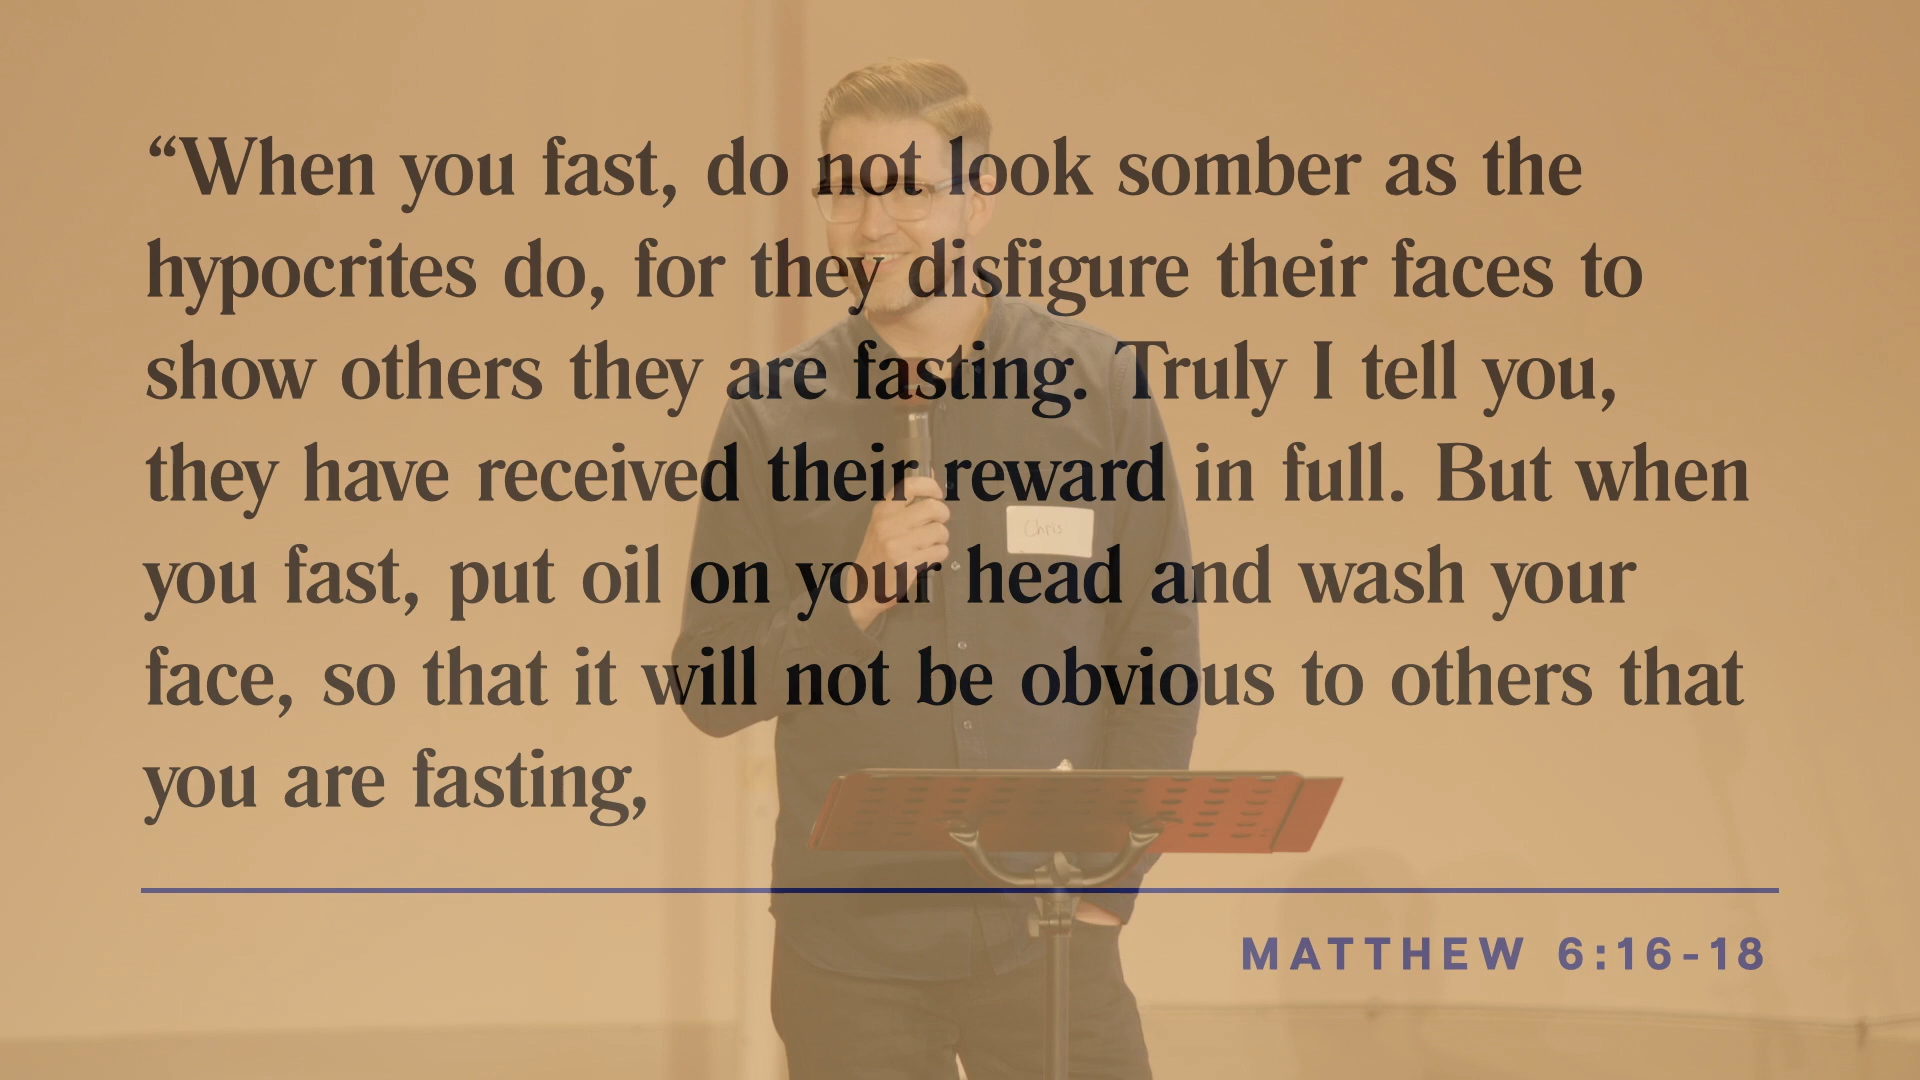 “When you fast, do not look somber as the
hypocrites do, for they disfigure their faces to
show others they are fasting. Truly I tell you,
they have received their reward in full. But when
you fast, put oil on your head and wash your
face, so that it will not be obvious to others that
you are fasting,
Chris
MATTHEW 6:16-18